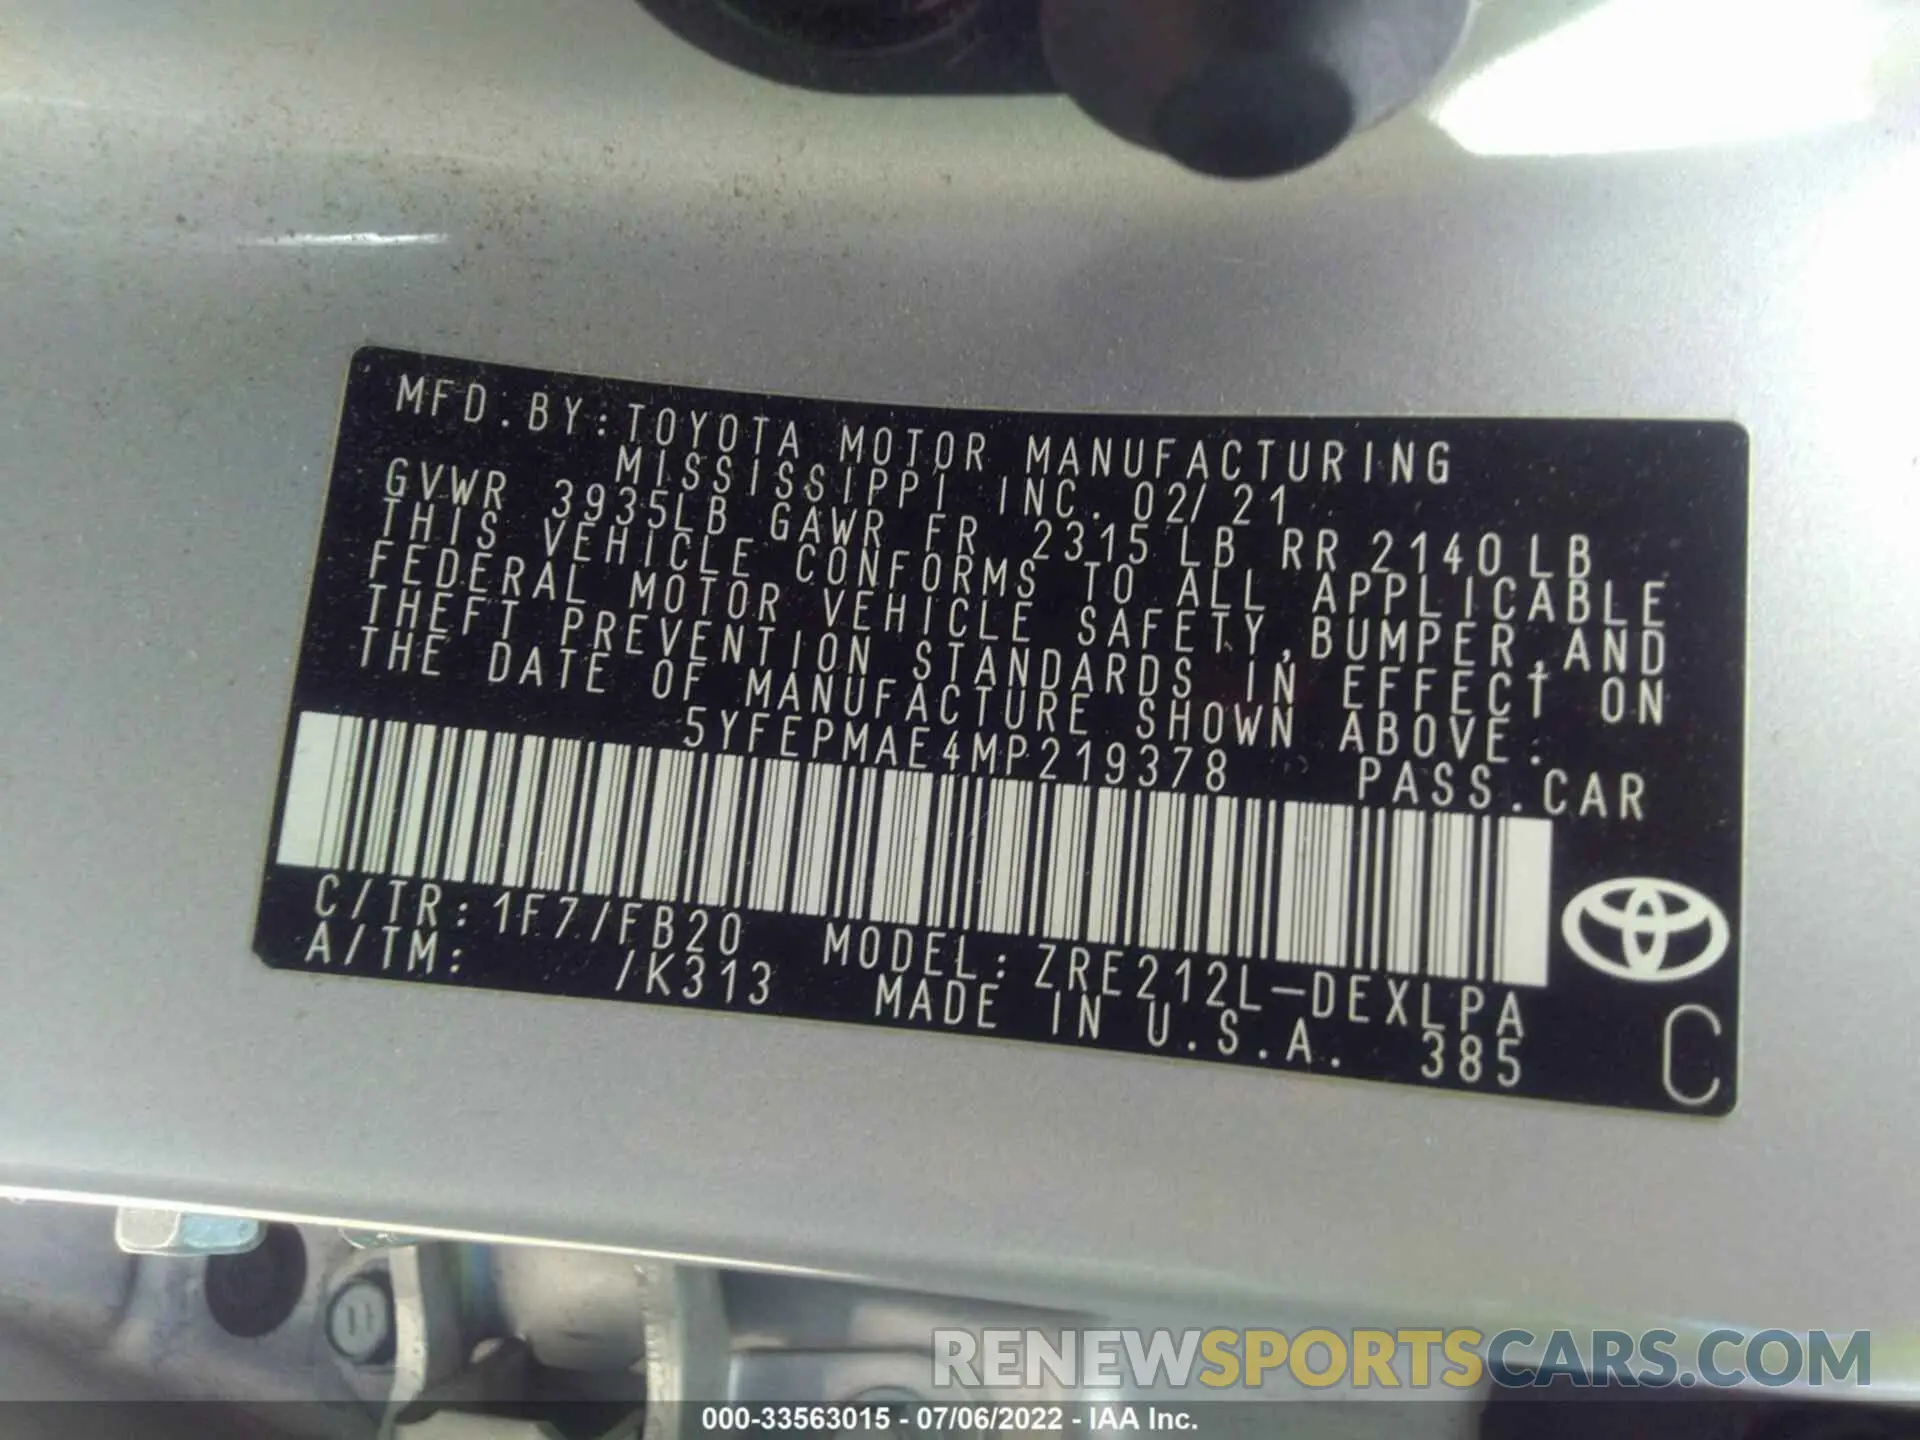 MFD.BY:TOYOTA MOTOR MANUFACTURING
MISSISSIPPI INC. 02/21
GVWR 3935LB GAWR FR 2315LB RR 2140LB
THIS VEHICLE CONFORMS TO ALL APPLICABLE
FEDERAL MOTOR VEHICLE SAFETY,BUMPER,AND
THEFT PREVENTION STANDARDS IN EFFECT ON
THE DATE OF MANUFACTURE SHOWN ABOVE.
5YFEPMAE4MP219378 PASS.CAR
C/TR:1F7/FB20 MODEL:ZRE212L-DEXLPA
A/TM: /K313 MADE IN U.S.A. 385
C
11
RENEWSPORTSCARS.COM
000-33563015 - 07/06/2022 - IAA Inc.